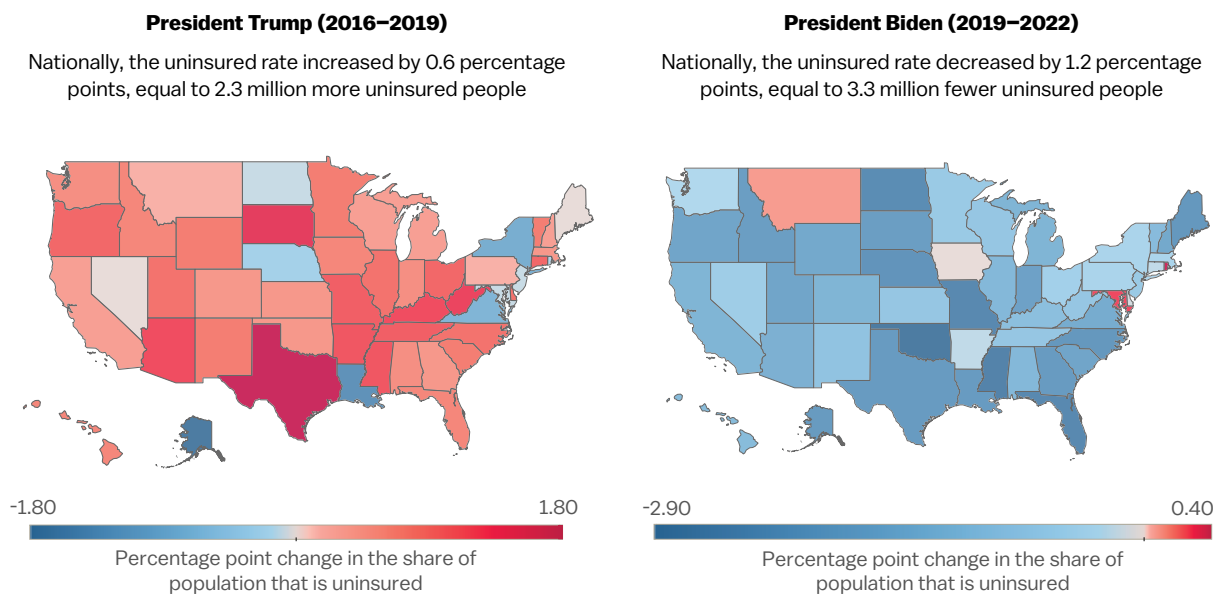 President Trump (2016–2019)
Nationally, the uninsured rate increased by 0.6 percentage
points, equal to 2.3 million more uninsured people
-1.80
1.80
Percentage point change in the share of
population that is uninsured
President Biden (2019–2022)
Nationally, the uninsured rate decreased by 1.2 percentage
points, equal to 3.3 million fewer uninsured people
-2.90
0.40
Percentage point change in the share of
population that is uninsured